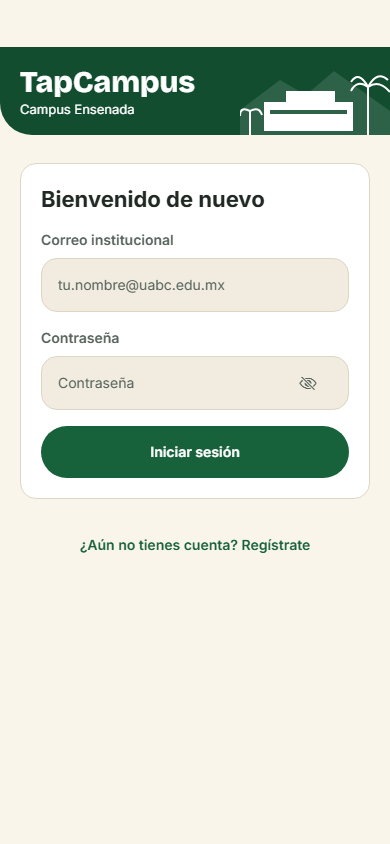 TapCampus
Campus Ensenada
Bienvenido de nuevo
Correo institucional
tu.nombre@uabc.edu.mx
Contraseña
Contraseña
Iniciar sesión
¿Aún no tienes cuenta? Regístrate